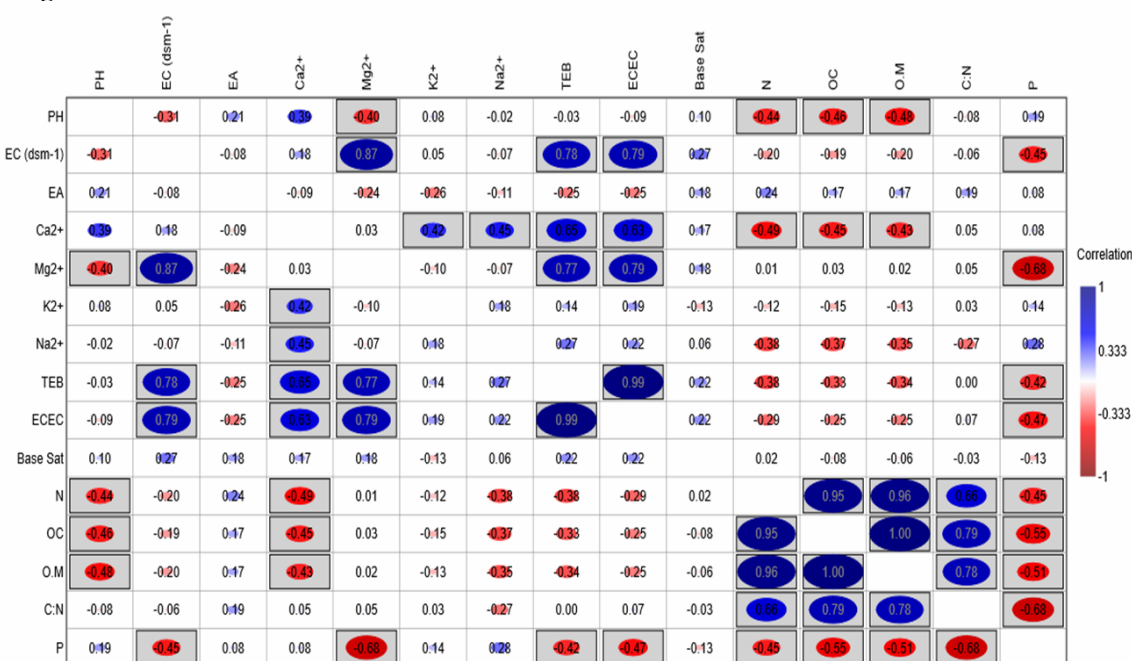 PH EC (dsm-1) EA Ca2+ Mg2+ K2+ Na2+ TEB ECEC Base Sat N OC O.M C:N P
PH -0.31 0.21 0.39 -0.40 0.08 -0.02 -0.03 -0.09 0.10 -0.44 -0.46 -0.48 -0.08 0.19
EC (dsm-1) -0.31 -0.08 0.18 0.87 0.05 -0.07 0.78 0.79 0.27 -0.20 -0.19 -0.20 -0.06 -0.45
EA 0.21 -0.08 -0.09 -0.24 -0.26 -0.11 -0.25 -0.25 0.18 0.24 0.17 0.17 0.19 0.08
Ca2+ 0.39 0.18 -0.09 0.03 0.42 0.45 0.65 0.63 0.17 -0.49 -0.45 -0.43 0.05 0.08
Mg2+ -0.40 0.87 -0.24 0.03 -0.10 -0.07 0.77 0.79 0.18 0.01 0.03 0.02 0.05 -0.68
K2+ 0.08 0.05 -0.26 0.42 -0.10 0.18 0.14 0.19 -0.13 -0.12 -0.15 -0.13 0.03 0.14
Na2+ -0.02 -0.07 -0.11 0.45 -0.07 0.18 0.27 0.22 0.06 -0.38 -0.37 -0.35 -0.27 0.28
TEB -0.03 0.78 -0.25 0.65 0.77 0.14 0.27 0.99 0.22 -0.38 -0.33 -0.34 0.00 -0.42
ECEC -0.09 0.79 -0.25 0.63 0.79 0.19 0.22 0.99 0.22 -0.29 -0.25 -0.25 0.07 -0.47
Base Sat 0.10 0.27 0.18 0.17 0.18 -0.13 0.06 0.22 0.22 0.02 -0.08 -0.06 -0.03 -0.13
N -0.44 -0.20 0.24 -0.49 0.01 -0.12 -0.38 -0.38 -0.29 0.02 0.95 0.96 0.66 -0.45
OC -0.46 -0.19 0.17 -0.45 0.03 -0.15 -0.37 -0.33 -0.25 -0.08 0.95 1.00 0.79 -0.55
O.M -0.48 -0.20 0.17 -0.43 0.02 -0.13 -0.35 -0.34 -0.25 -0.06 0.96 1.00 0.78 -0.51
C:N -0.08 -0.06 0.19 0.05 0.05 0.03 -0.27 0.00 0.07 -0.03 0.66 0.79 0.78 -0.68
P 0.19 -0.45 0.08 0.08 -0.68 0.14 0.28 -0.42 -0.47 -0.13 -0.45 -0.55 -0.51 -0.68
Correlation
1
0.333
-0.333
-1